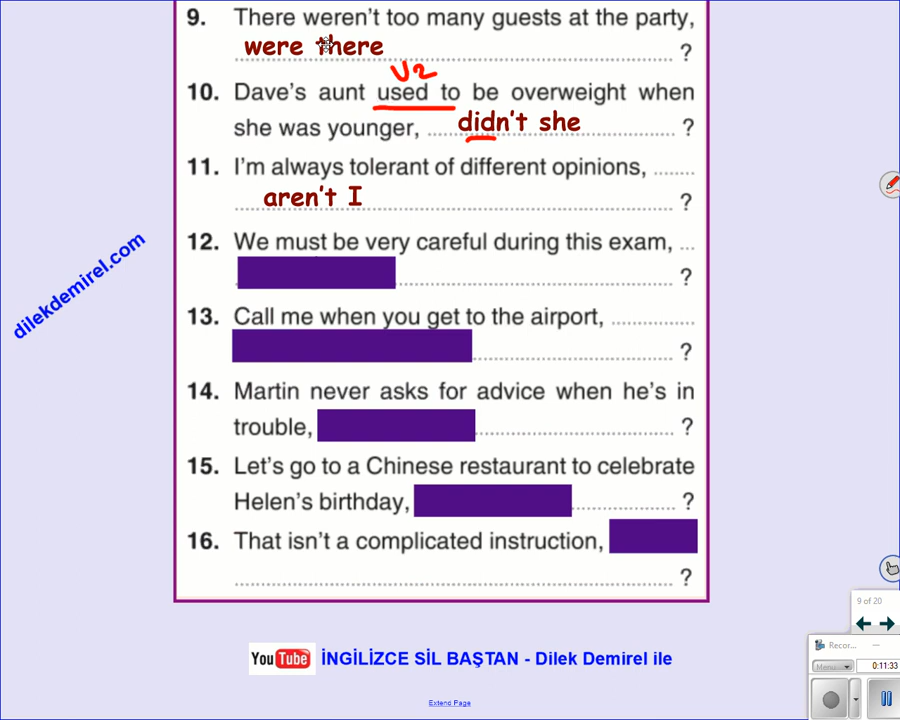 9. There weren't too many guests at the party,
were there ?
V2
10. Dave's aunt used to be overweight when
she was younger, didn't she ?
11. I'm always tolerant of different opinions, ........
aren't I ?
12. We must be very careful during this exam, ...
?
13. Call me when you get to the airport, ...............
?
14. Martin never asks for advice when he's in
trouble, ?
15. Let's go to a Chinese restaurant to celebrate
Helen's birthday, ?
16. That isn't a complicated instruction,
?
dilekdemirel.com
9 of 20
Recor...
Menu...
0:11:33
YouTube İNGİLİZCE SİL BAŞTAN - Dilek Demirel ile
Extend Page